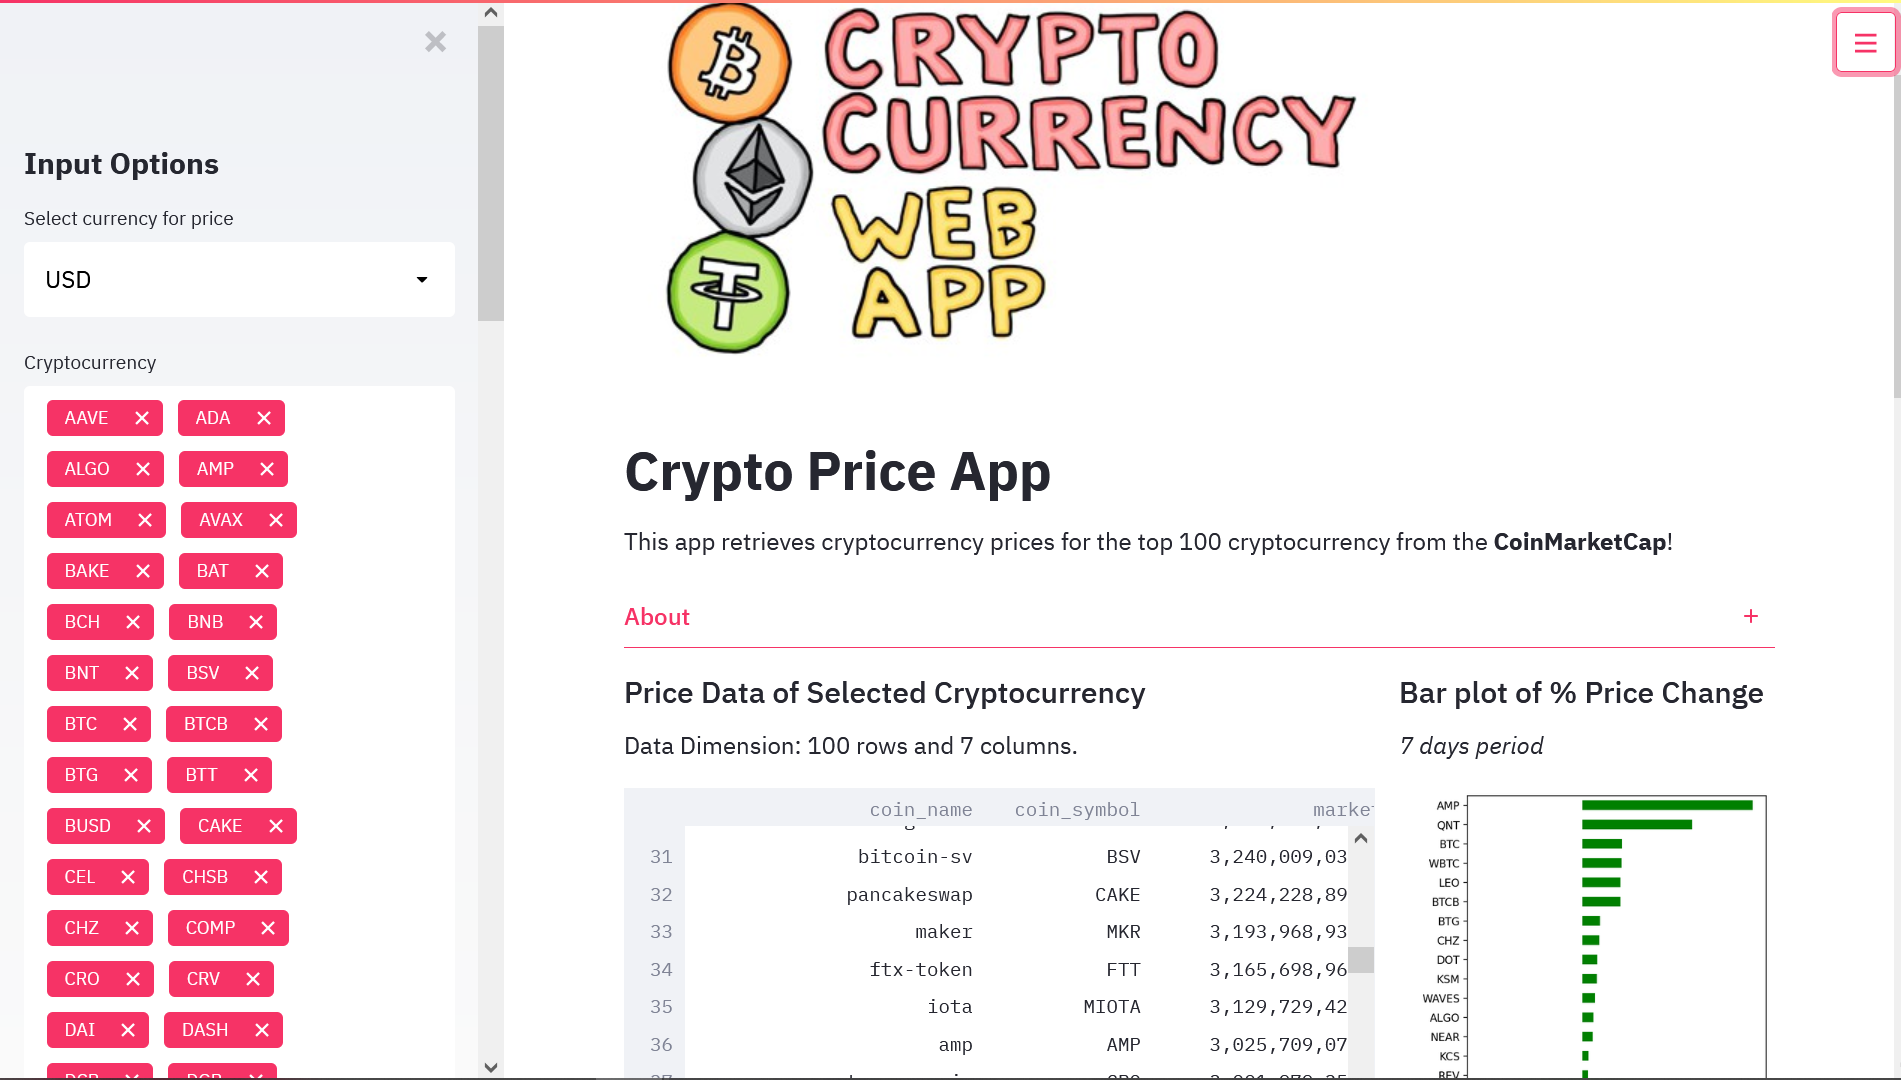 Input Options
Select currency for price
USD
Cryptocurrency
AAVE ADA
ALGO AMP
ATOM AVAX
BAKE BAT
BCH BNB
BNT BSV
BTC BTCB
BTG BTT
BUSD CAKE
CEL CHSB
CHZ COMP
CRO CRV
DAI DASH
CRYPTO
CURRENCY
WEB
APP
Crypto Price App
This app retrieves cryptocurrency prices for the top 100 cryptocurrency from the CoinMarketCap!
About
Price Data of Selected Cryptocurrency
Data Dimension: 100 rows and 7 columns.
coin_name coin_symbol market
31 bitcoin-sv BSV 3,240,009,03
32 pancakeswap CAKE 3,224,228,89
33 maker MKR 3,193,968,93
34 ftx-token FTT 3,165,698,96
35 iota MIOTA 3,129,729,42
36 amp AMP 3,025,709,07
Bar plot of % Price Change
7 days period
AMP
QNT
BTC
WBTC
LEO
BTCB
BTG
CHZ
DOT
KSM
WAVES
ALGO
NEAR
KCS
REV